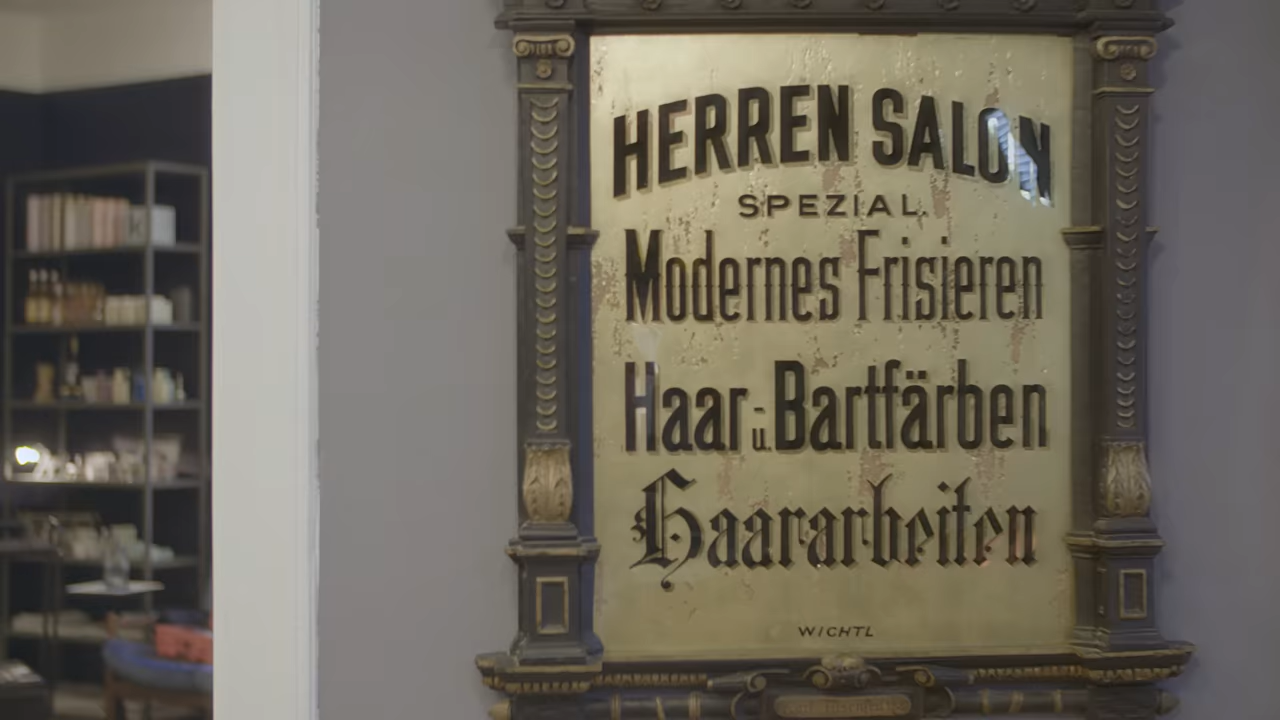 HERREN SALON
SPEZIAL.
Modernes Frisieren
Haar u. Bartfärben
Haararbeiten
WICHTL